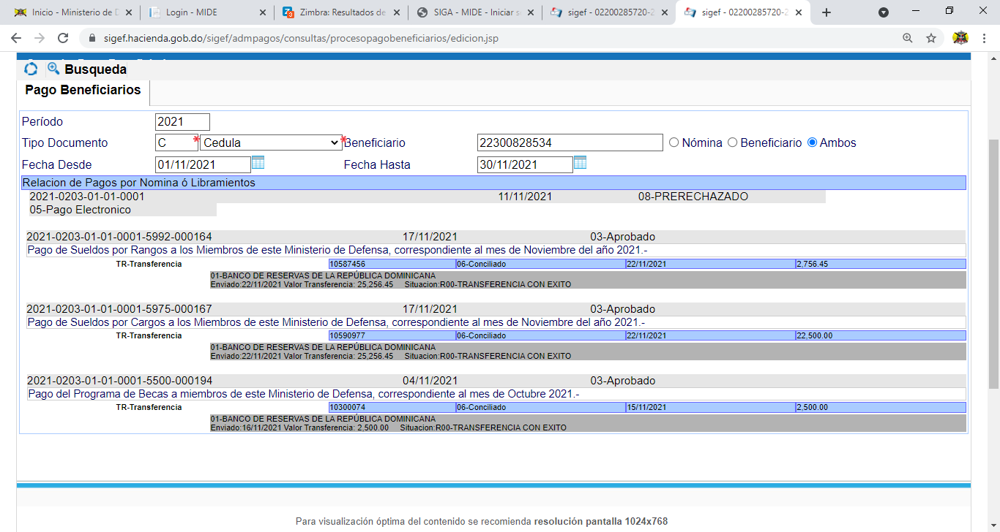 Inicio - Ministerio de D
Login - MIDE
Zimbra: Resultados de
SIGA - MIDE - Iniciar s
sigef - 02200285720-2
sigef - 02200285720-2
sigef.hacienda.gob.do/sigef/admpagos/consultas/procesopagobeneficiarios/edicion.jsp
Busqueda
Pago Beneficiarios
Período 2021
Tipo Documento C * Cedula * Beneficiario 22300828534 Nómina Beneficiario Ambos
Fecha Desde 01/11/2021 Fecha Hasta 30/11/2021
Relacion de Pagos por Nomina ó Libramientos
2021-0203-01-01-0001 11/11/2021 08-PRERECHAZADO
05-Pago Electronico
2021-0203-01-01-0001-5992-000164 17/11/2021 03-Aprobado
Pago de Sueldos por Rangos a los Miembros de este Ministerio de Defensa, correspondiente al mes de Noviembre del año 2021.-
TR-Transferencia 10587456 06-Conciliado 22/11/2021 2,756.45
01-BANCO DE RESERVAS DE LA REPÚBLICA DOMINICANA
Enviado:22/11/2021 Valor Transferencia: 25,256.45 Situacion:R00-TRANSFERENCIA CON EXITO
2021-0203-01-01-0001-5975-000167 17/11/2021 03-Aprobado
Pago de Sueldos por Cargos a los Miembros de este Ministerio de Defensa, correspondiente al mes de Noviembre del año 2021.-
TR-Transferencia 10590977 06-Conciliado 22/11/2021 22,500.00
01-BANCO DE RESERVAS DE LA REPÚBLICA DOMINICANA
Enviado:22/11/2021 Valor Transferencia: 25,256.45 Situacion:R00-TRANSFERENCIA CON EXITO
2021-0203-01-01-0001-5500-000194 04/11/2021 03-Aprobado
Pago del Programa de Becas a miembros de este Ministerio de Defensa, correspondiente al mes de Octubre 2021.-
TR-Transferencia 10300074 06-Conciliado 15/11/2021 2,500.00
01-BANCO DE RESERVAS DE LA REPÚBLICA DOMINICANA
Enviado:16/11/2021 Valor Transferencia: 2,500.00 Situacion:R00-TRANSFERENCIA CON EXITO
Para visualización óptima del contenido se recomienda resolución pantalla 1024x768